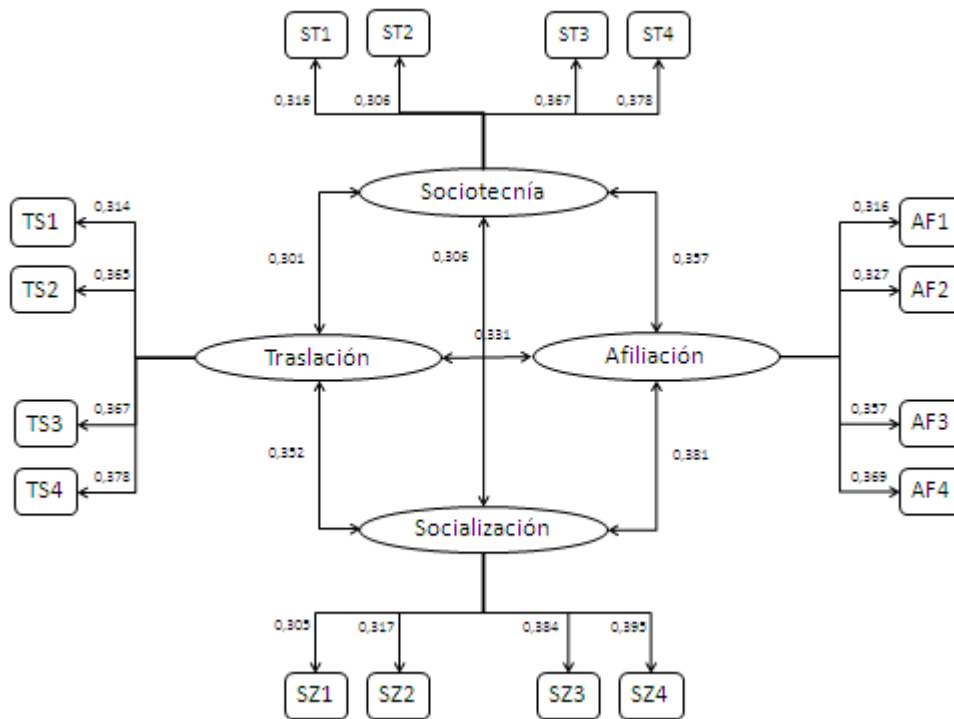 ST1
ST2
ST3
ST4
0,316
0,306
0,367
0,378
Sociotecnía
TS1
0,314
0,316
AF1
TS2
0,365
0,301
0,306
0,357
0,327
AF2
Traslación
0,331
Afiliación
TS3
0,367
0,357
AF3
TS4
0,378
0,352
0,381
0,369
AF4
Socialización
0,305
0,317
0,384
0,395
SZ1
SZ2
SZ3
SZ4